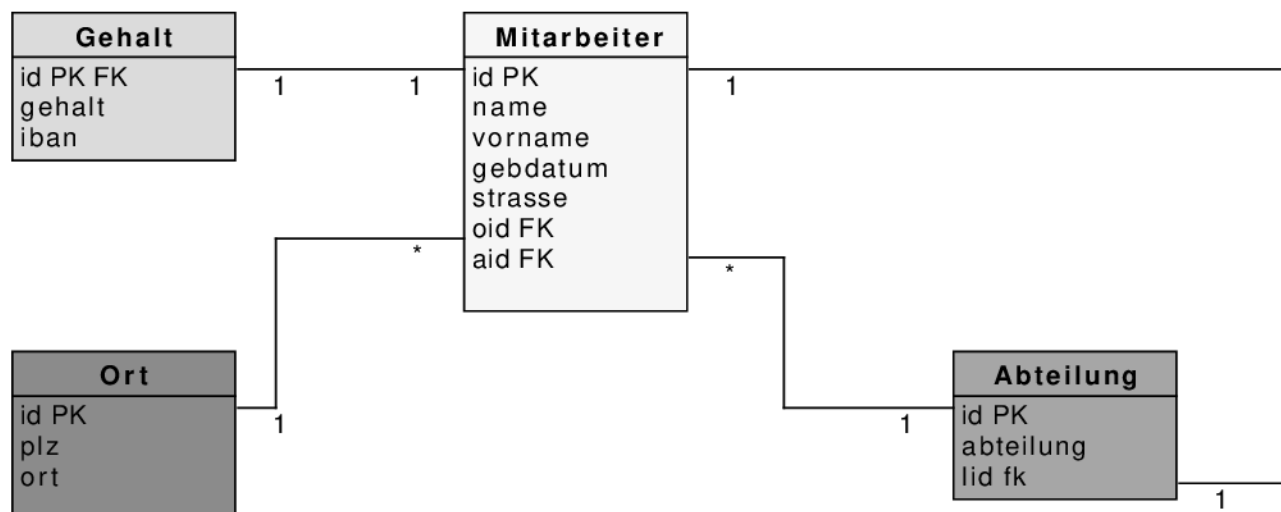 Gehalt
id PK FK
gehalt
iban
1
1
Mitarbeiter
id PK
name
vorname
gebdatum
strasse
oid FK
aid FK
1
*
*
Ort
id PK
plz
ort
1
1
Abteilung
id PK
abteilung
lid fk
1